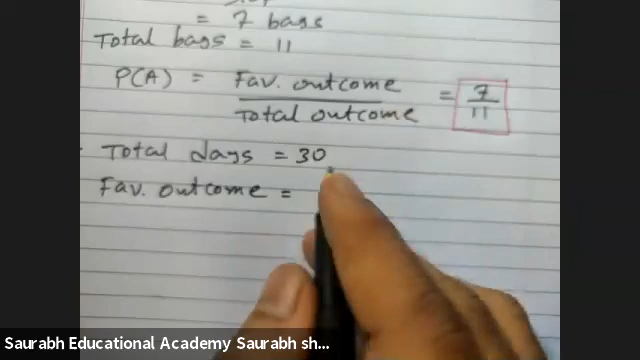 = 7 bags
Total bags = 11
P(A) = Fav. outcome / Total outcome = 7/11
Total days = 30
Fav. outcome =
Saurabh Educational Academy Saurabh sh...